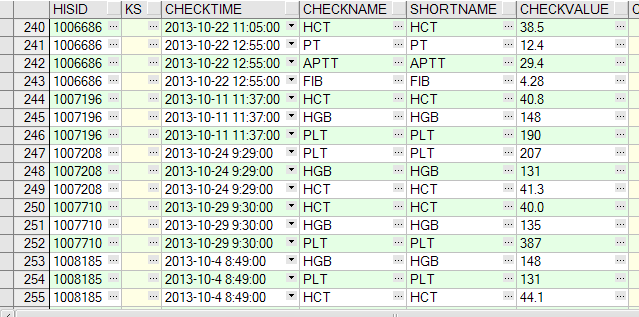 HISID KS CHECKTIME CHECKNAME SHORTNAME CHECKVALUE C
240 1006686 2013-10-22 11:05:00 HCT HCT 38.5
241 1006686 2013-10-22 12:55:00 PT PT 12.4
242 1006686 2013-10-22 12:55:00 APTT APTT 29.4
243 1006686 2013-10-22 12:55:00 FIB FIB 4.28
244 1007196 2013-10-11 11:37:00 HCT HCT 40.8
245 1007196 2013-10-11 11:37:00 HGB HGB 148
246 1007196 2013-10-11 11:37:00 PLT PLT 190
247 1007208 2013-10-24 9:29:00 PLT PLT 207
248 1007208 2013-10-24 9:29:00 HGB HGB 131
249 1007208 2013-10-24 9:29:00 HCT HCT 41.3
250 1007710 2013-10-29 9:30:00 HCT HCT 40.0
251 1007710 2013-10-29 9:30:00 HGB HGB 135
252 1007710 2013-10-29 9:30:00 PLT PLT 387
253 1008185 2013-10-4 8:49:00 HGB HGB 148
254 1008185 2013-10-4 8:49:00 PLT PLT 131
255 1008185 2013-10-4 8:49:00 HCT HCT 44.1